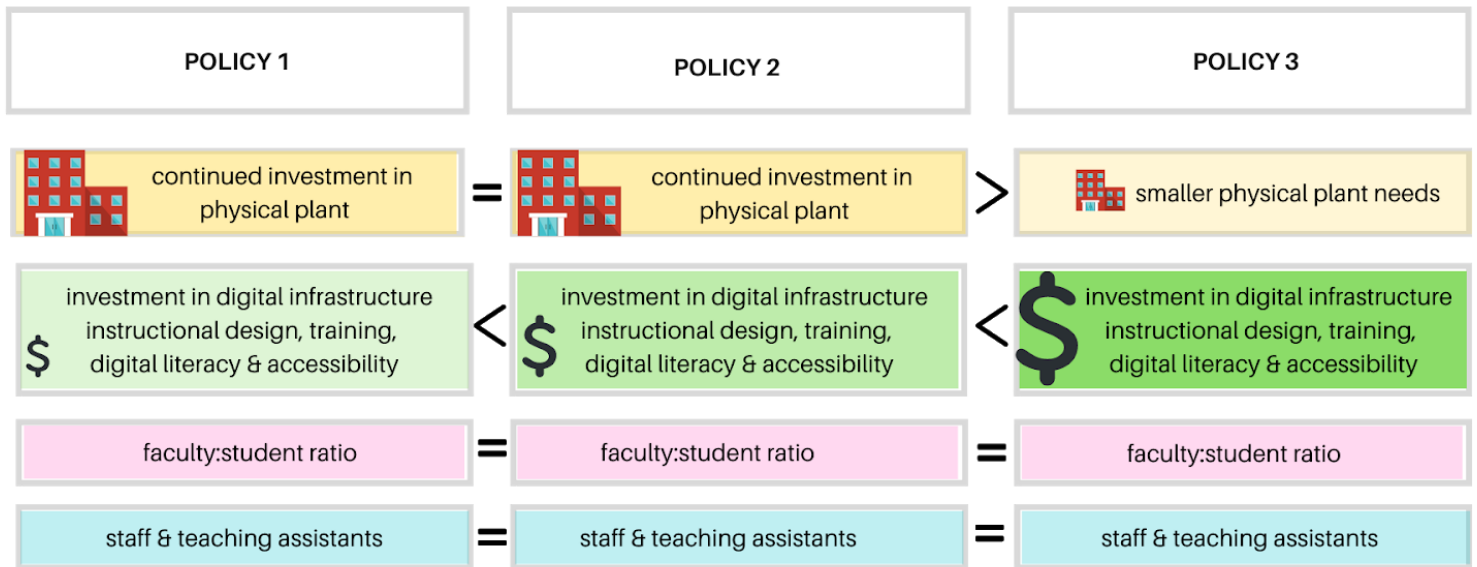 POLICY 1
POLICY 2
POLICY 3
continued investment in
physical plant
=
continued investment in
physical plant
>
smaller physical plant needs
$
investment in digital infrastructure
instructional design, training,
digital literacy & accessibility
<
$
investment in digital infrastructure
instructional design, training,
digital literacy & accessibility
<
$
investment in digital infrastructure
instructional design, training,
digital literacy & accessibility
faculty:student ratio
=
faculty:student ratio
=
faculty:student ratio
staff & teaching assistants
=
staff & teaching assistants
=
staff & teaching assistants